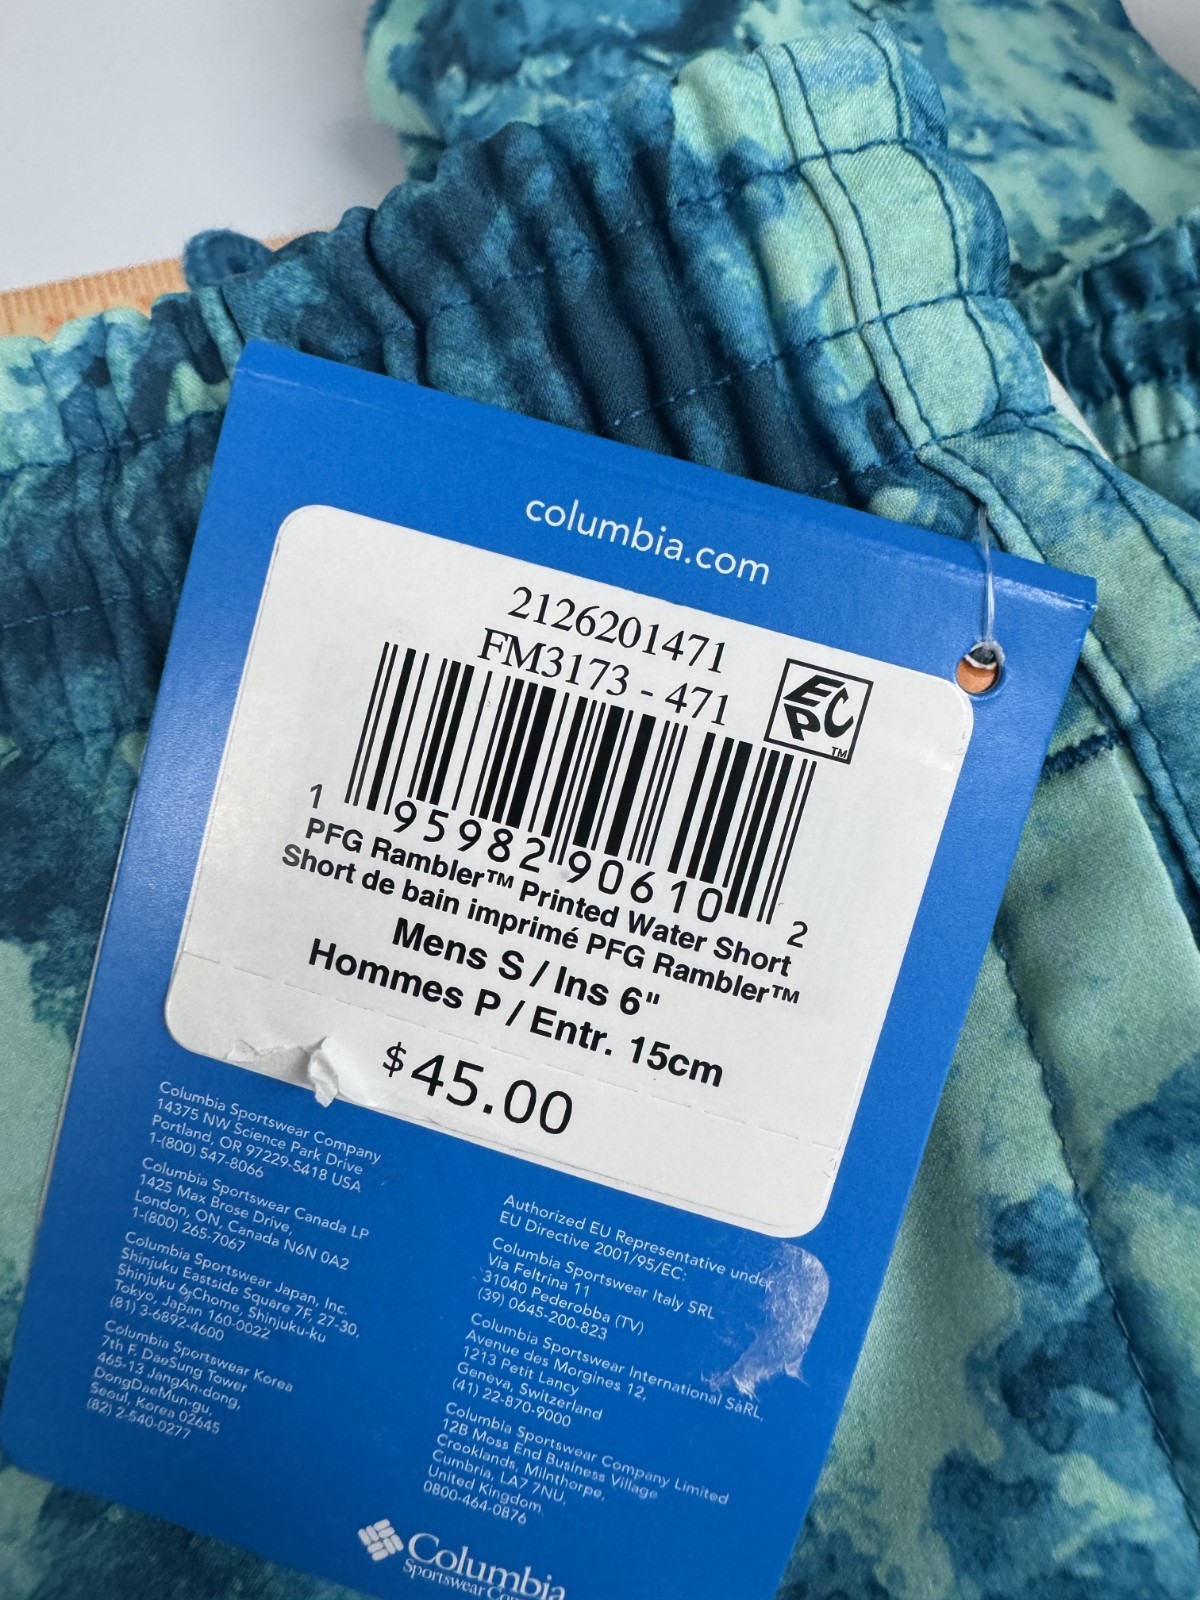 columbia.com
2126201471
FM3173 - 471
EPC
TM
1 95982 90610 2
PFG Rambler™ Printed Water Short
Short de bain imprimé PFG Rambler™
Mens S / Ins 6"
Hommes P / Entr. 15cm
$45.00
Columbia Sportswear Company
14375 NW Science Park Drive
Portland, OR 97229-5418 USA
1-(800) 547-8066
Columbia Sportswear Canada LP
1425 Max Brose Drive,
London, ON, Canada N6N 0A2
1-(800) 265-7067
Columbia Sportswear Japan, Inc.
Shinjuku Eastside Square 7F, 27-30,
Shinjuku 6-Chome, Shinjuku-ku
Tokyo, Japan 160-0022
(81) 3-6892-4600
Columbia Sportswear Korea
7th F. DaeSung Tower
465-13 JangAn-dong,
DongDaeMun-gu,
Seoul, Korea 02645
(82) 2-540-0277
Authorized EU Representative under
EU Directive 2001/95/EC:
Columbia Sportswear Italy SRL
Via Feltrina 11
31040 Pederobba (TV)
(39) 0645-200-823
Columbia Sportswear International SàRL,
Avenue des Morgines 12,
1213 Petit Lancy
Geneva, Switzerland
(41) 22-870-9000
Columbia Sportswear Company Limited
12B Moss End Business Village
Crooklands, Milnthorpe,
Cumbria, LA7 7NU,
United Kingdom
0800-464-0876
Columbia
Sportswear